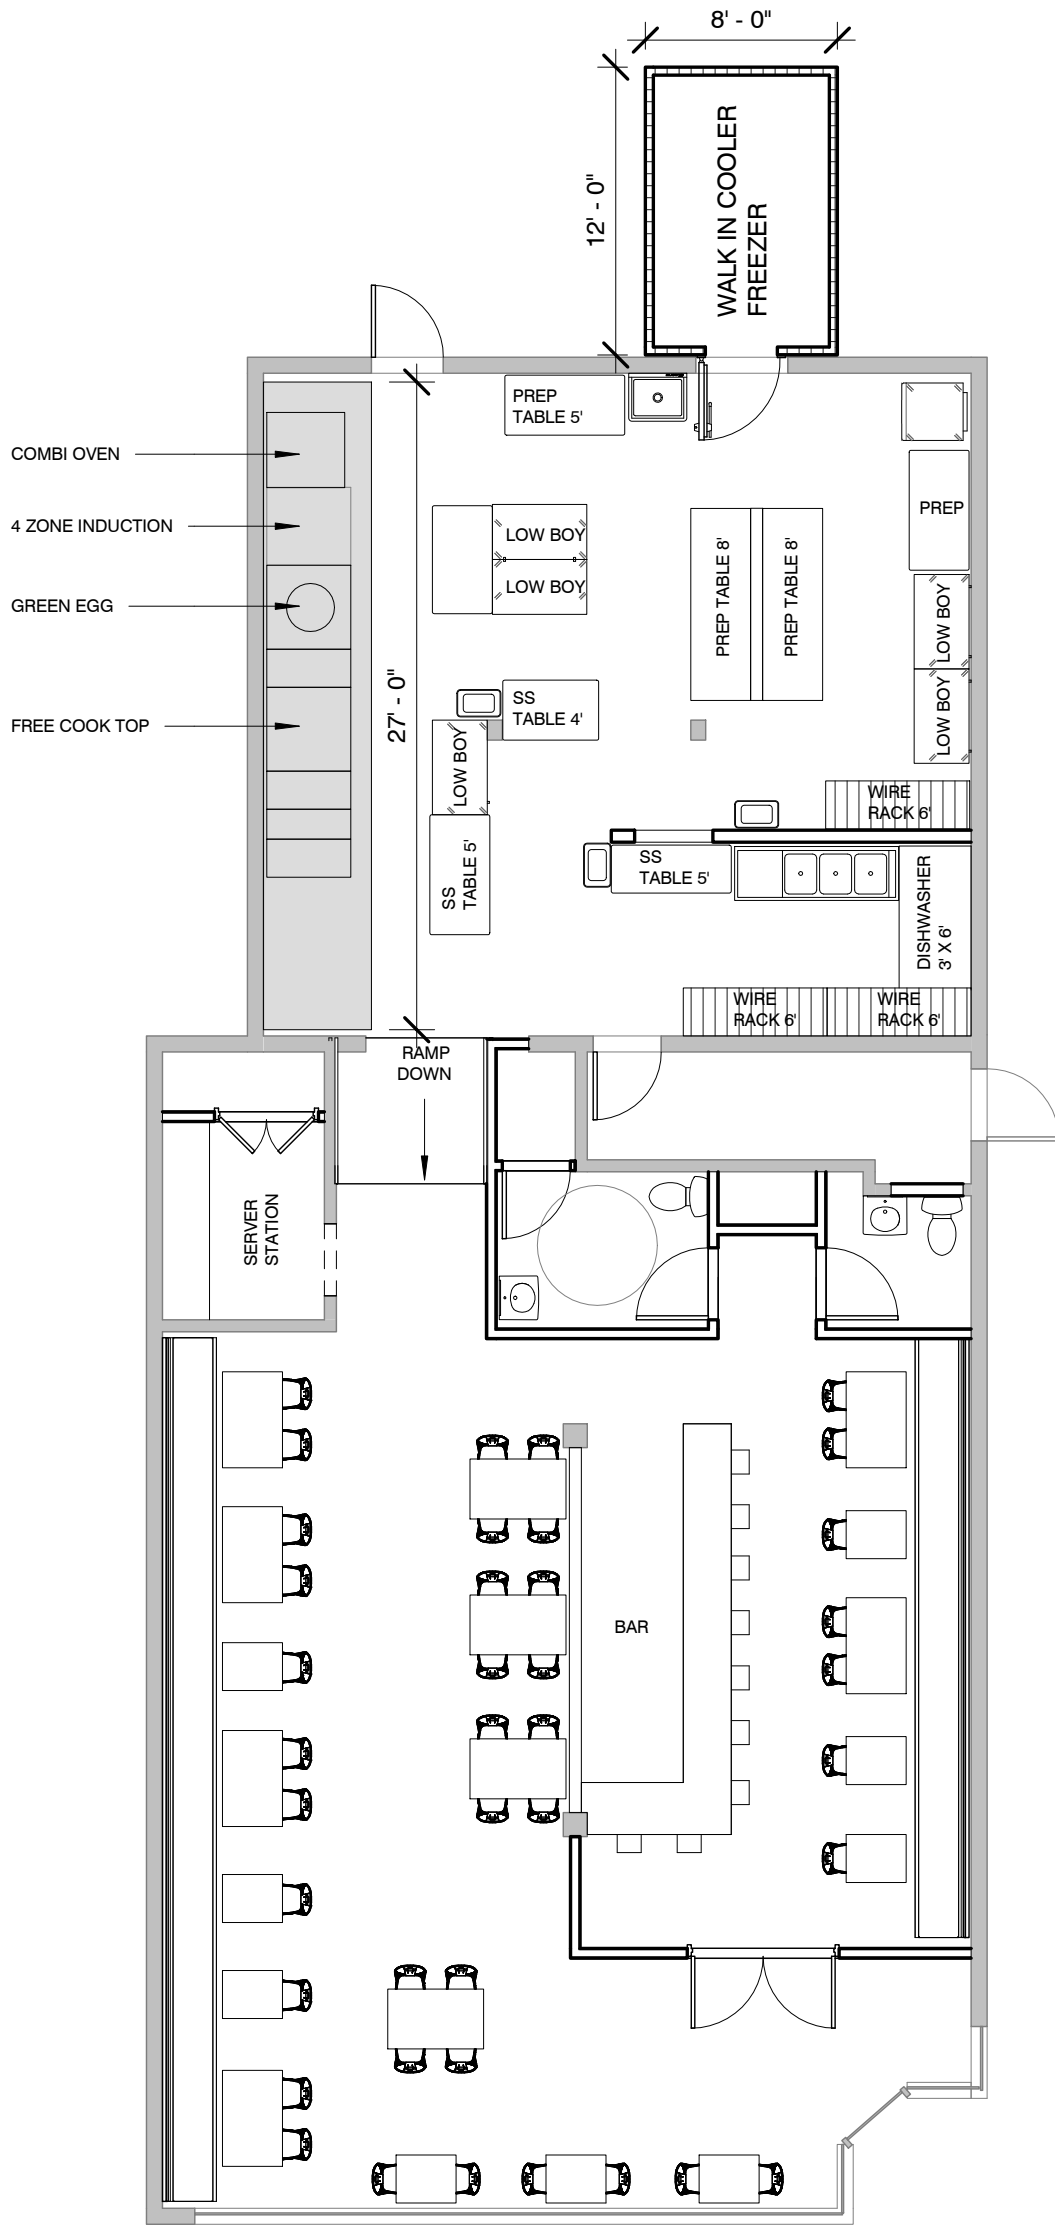 8' - 0"
12' - 0"
WALK IN COOLER
FREEZER
PREP
TABLE 5'
COMBI OVEN
4 ZONE INDUCTION
GREEN EGG
FREE COOK TOP
27' - 0"
LOW BOY
LOW BOY
PREP TABLE 8'
PREP TABLE 8'
PREP
LOW BOY
LOW BOY
SS
TABLE 4'
LOW BOY
SS
TABLE 5'
WIRE
RACK 6'
SS
TABLE 5'
DISHWASHER
3' X 6'
WIRE
RACK 6'
WIRE
RACK 6'
RAMP
DOWN
SERVER
STATION
BAR